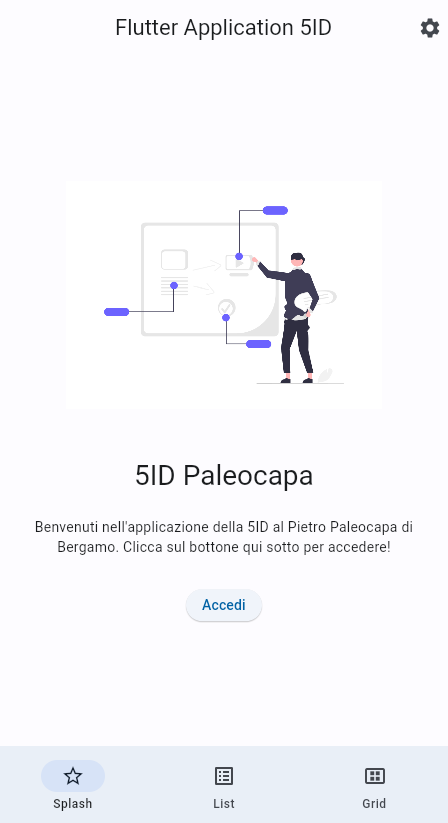 Flutter Application 5ID
5ID Paleocapa
Benvenuti nell'applicazione della 5ID al Pietro Paleocapa di
Bergamo. Clicca sul bottone qui sotto per accedere!
Accedi
Splash
List
Grid